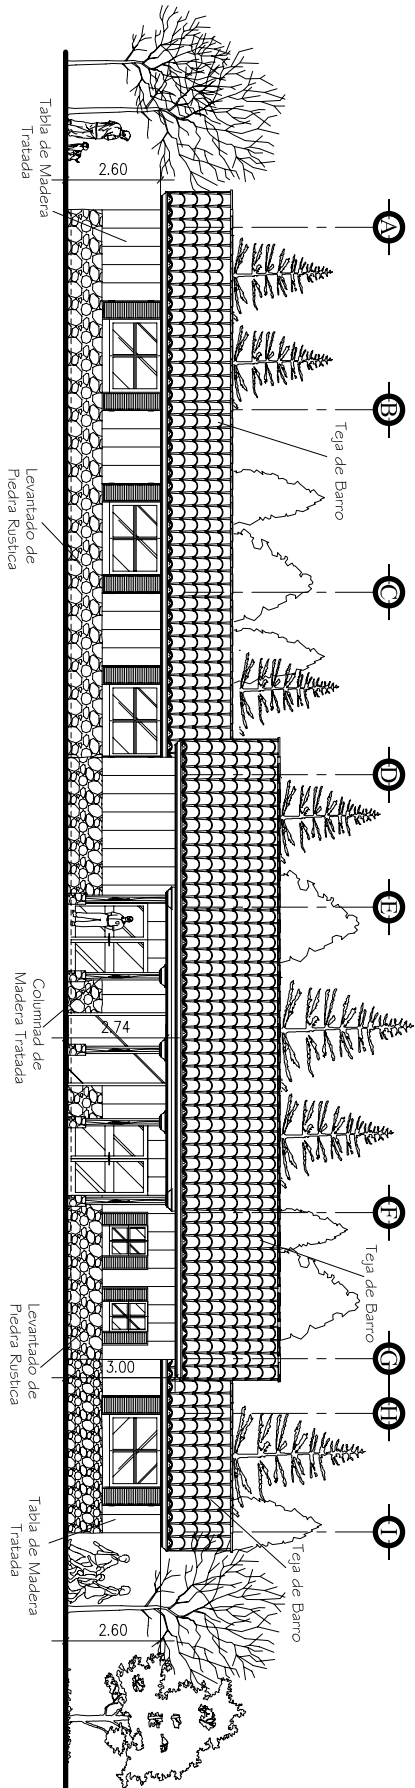 A
B
C
D
E
F
G
H
I
Teja de Barro
Teja de Barro
Teja de Barro
2.60
2.74
3.00
2.60
Tabla de Madera
Tratada
Levantado de
Piedra Rustica
Columnad de
Madera Tratada
Levantado de
Piedra Rustica
Tabla de Madera
Tratada